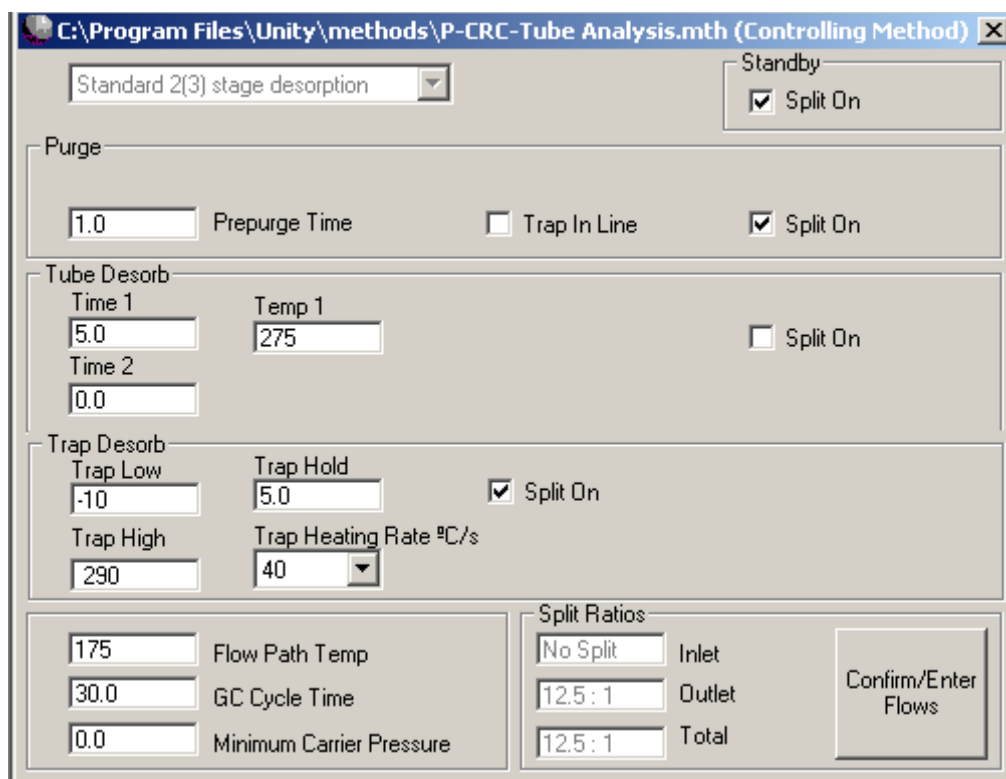 C:\Program Files\Unity\methods\P-CRC-Tube Analysis.mth (Controlling Method)
Standard 2(3) stage desorption
Standby
Split On
Purge
1.0 Prepurge Time Trap In Line Split On
Tube Desorb
Time 1 Temp 1
5.0 275 Split On
Time 2
0.0
Trap Desorb
Trap Low Trap Hold
-10 5.0 Split On
Trap High Trap Heating Rate ºC/s
290 40
Split Ratios
175 Flow Path Temp No Split Inlet
30.0 GC Cycle Time 12.5 : 1 Outlet
0.0 Minimum Carrier Pressure 12.5 : 1 Total
Confirm/Enter
Flows